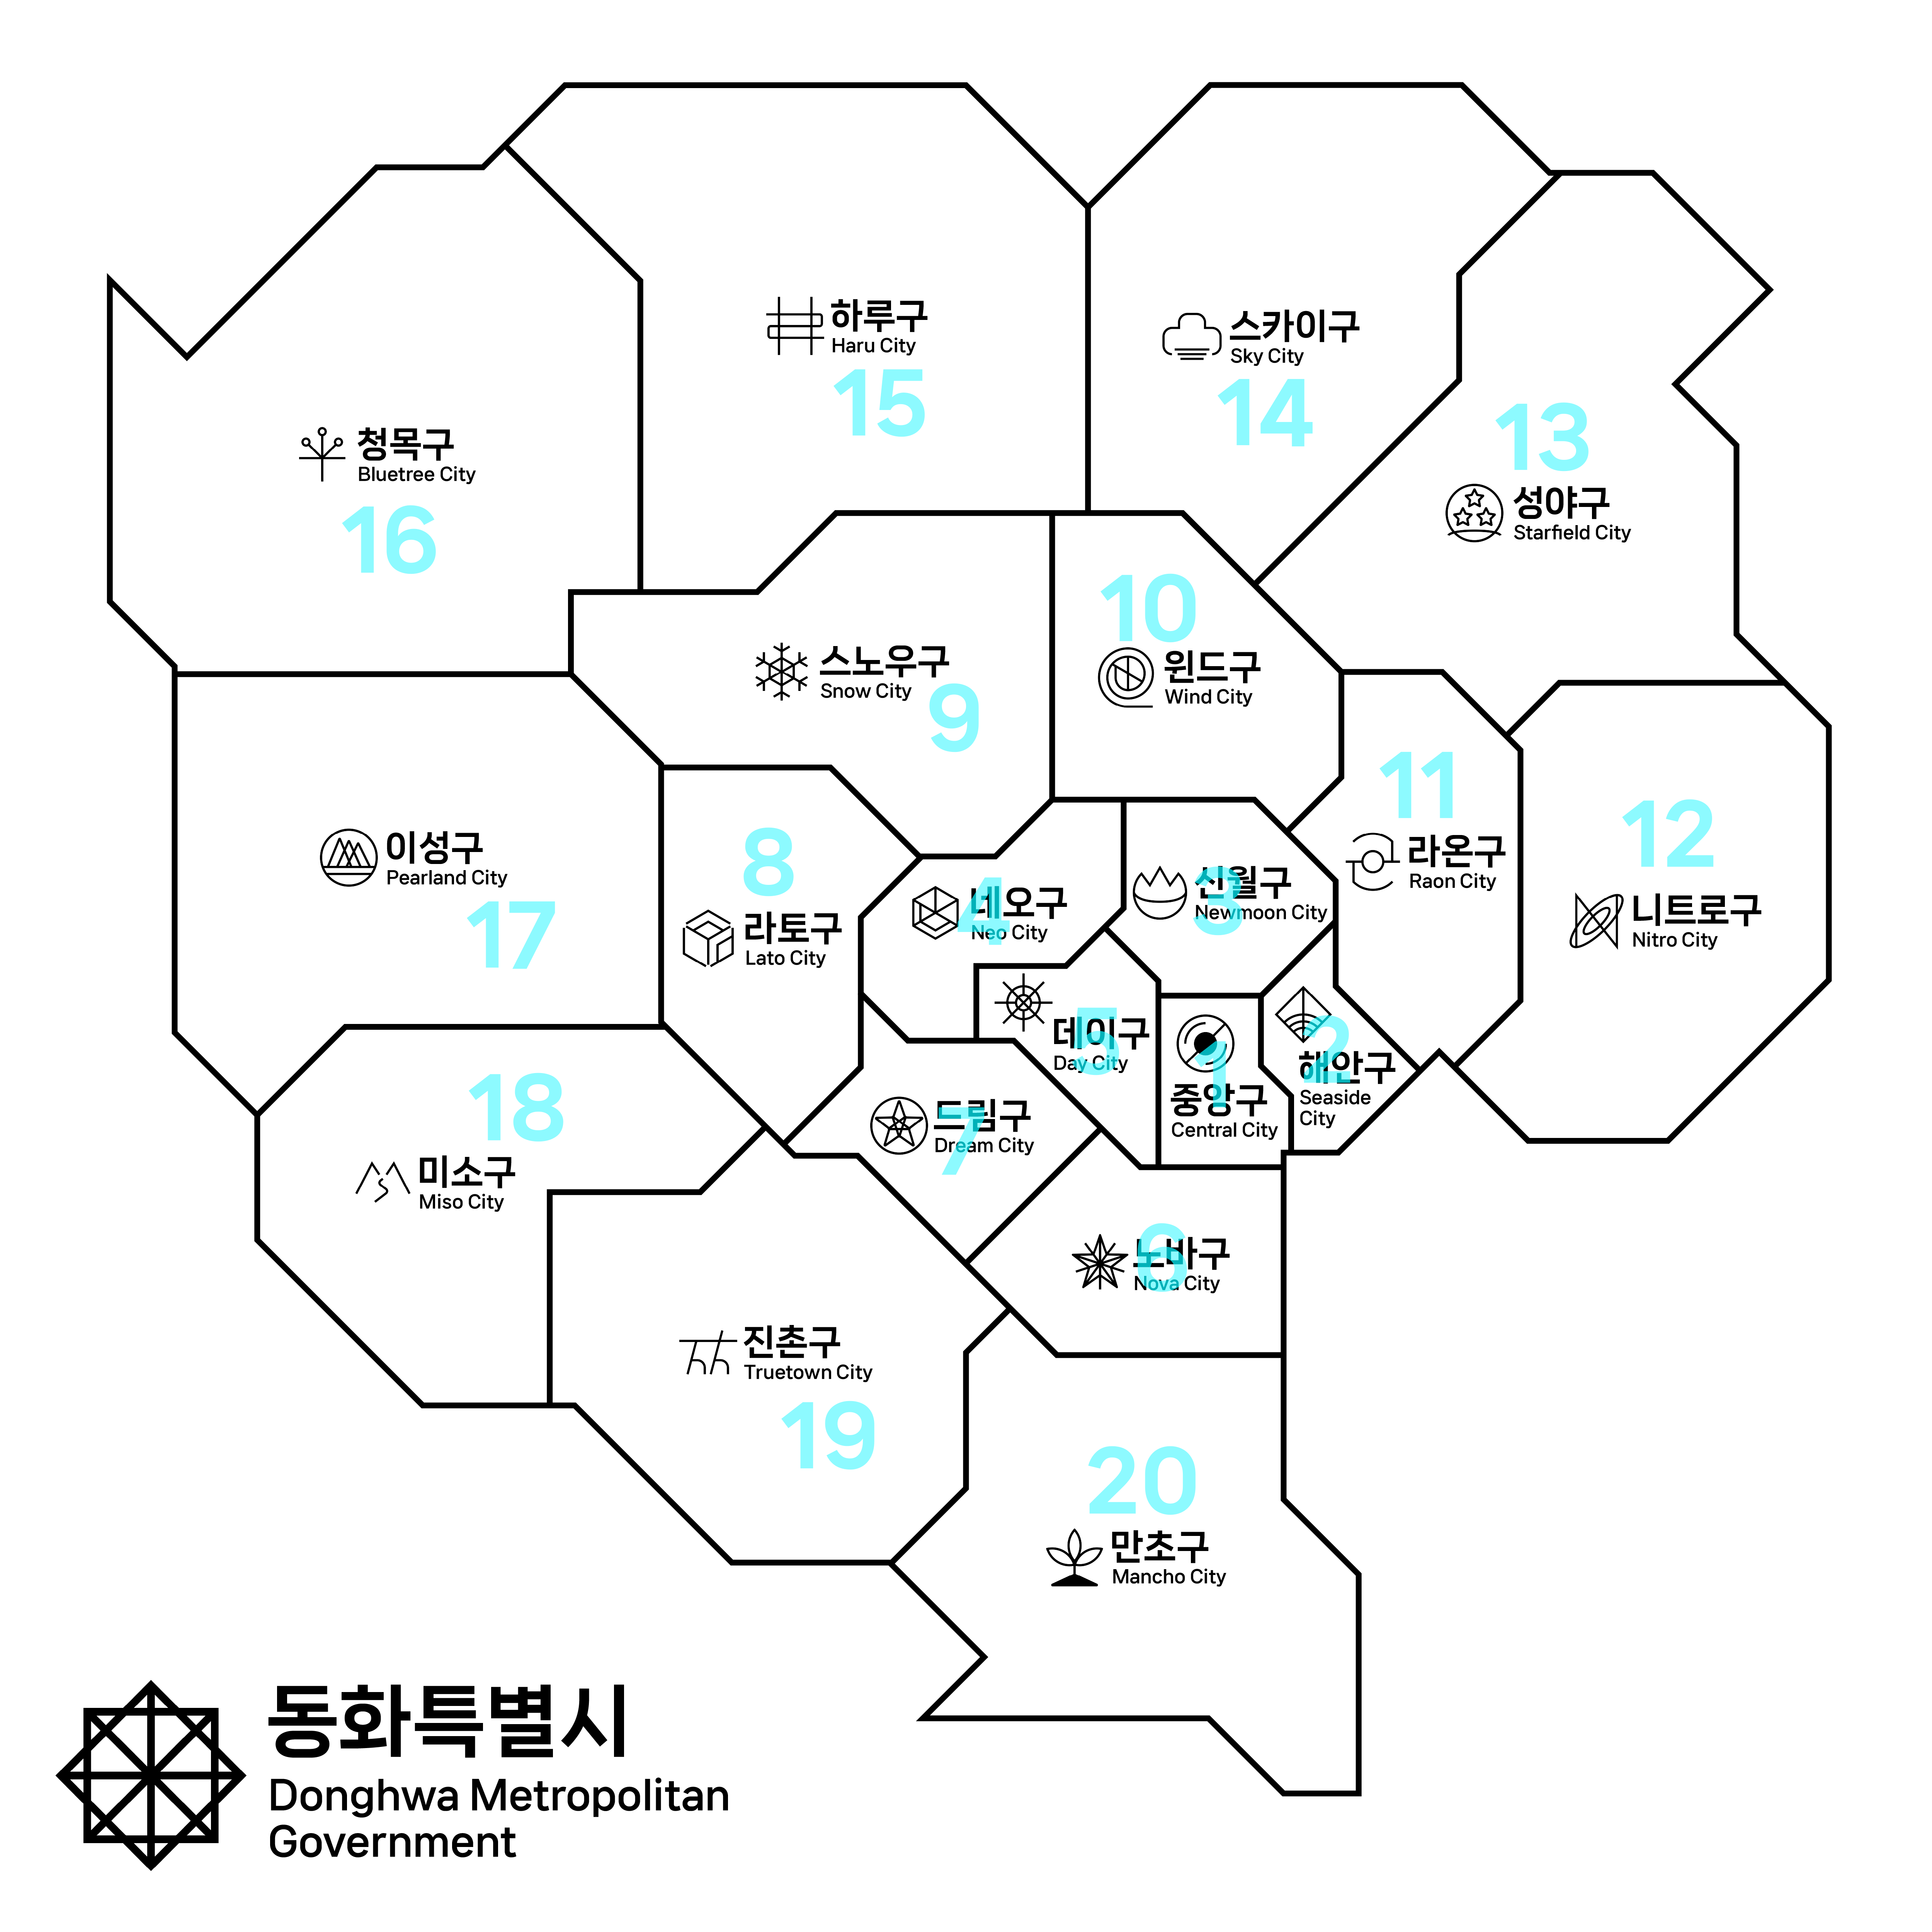 하루구
Haru City
15
스카이구
Sky City
14
13
성야구
Starfield City
청목구
Bluetree City
16
10
윈드구
Wind City
스노우구
Snow City
9
11
라온구
Raon City
12
니트로구
Nitro City
이성구
Pearland City
17
8
라토구
Lato City
4
네오구
Neo City
3
신월구
Newmoon City
5
데이구
Day City
1
중앙구
Central City
2
해안구
Seaside
City
18
미소구
Miso City
7
드림구
Dream City
6
노바구
Nova City
진촌구
Truetown City
19
20
만초구
Mancho City
동화특별시
Donghwa Metropolitan
Government